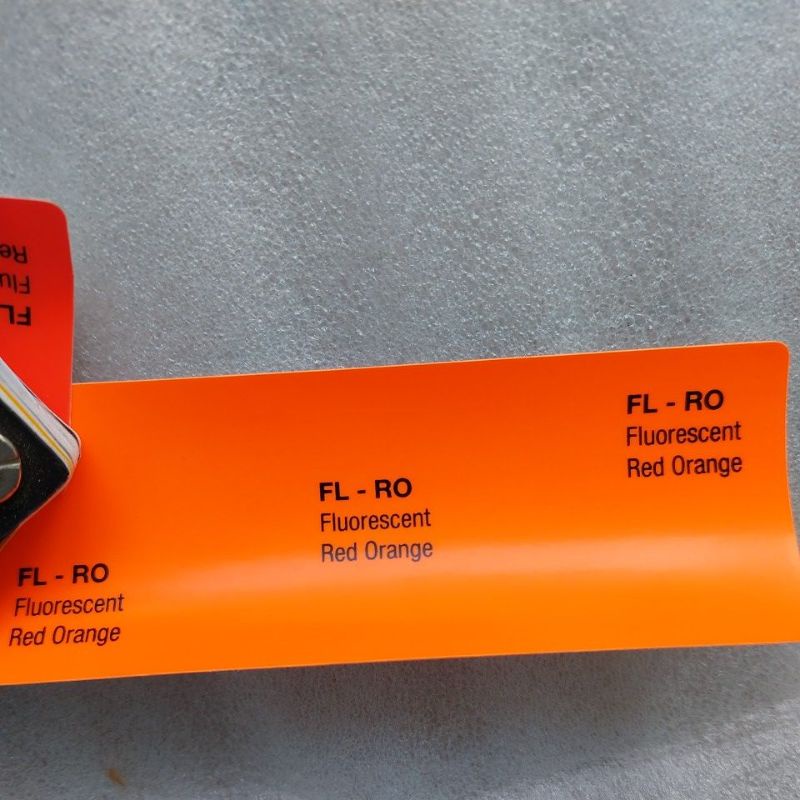 FL - RO
Fluorescent
Red Orange
FL - RO
Fluorescent
Red Orange
FL - RO
Fluorescent
Red Orange